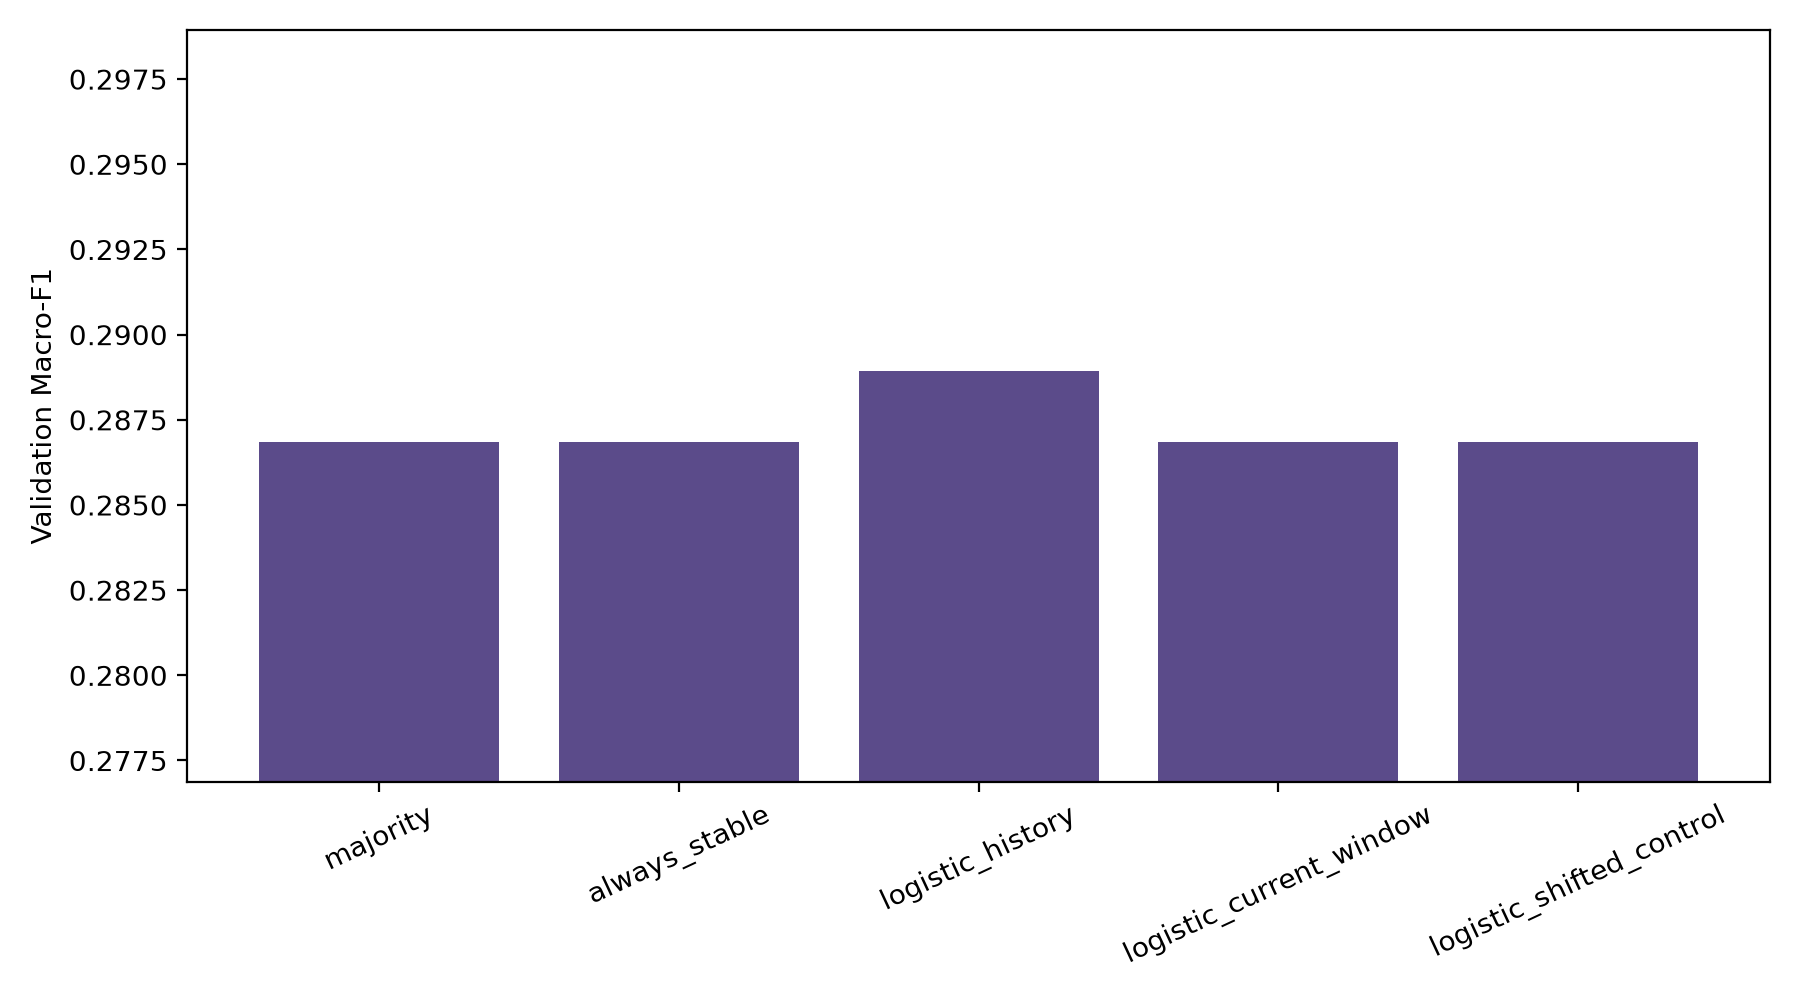 Validation Macro-F1
0.2975
0.2950
0.2925
0.2900
0.2875
0.2850
0.2825
0.2800
0.2775
majority
always_stable
logistic_history
logistic_current_window
logistic_shifted_control